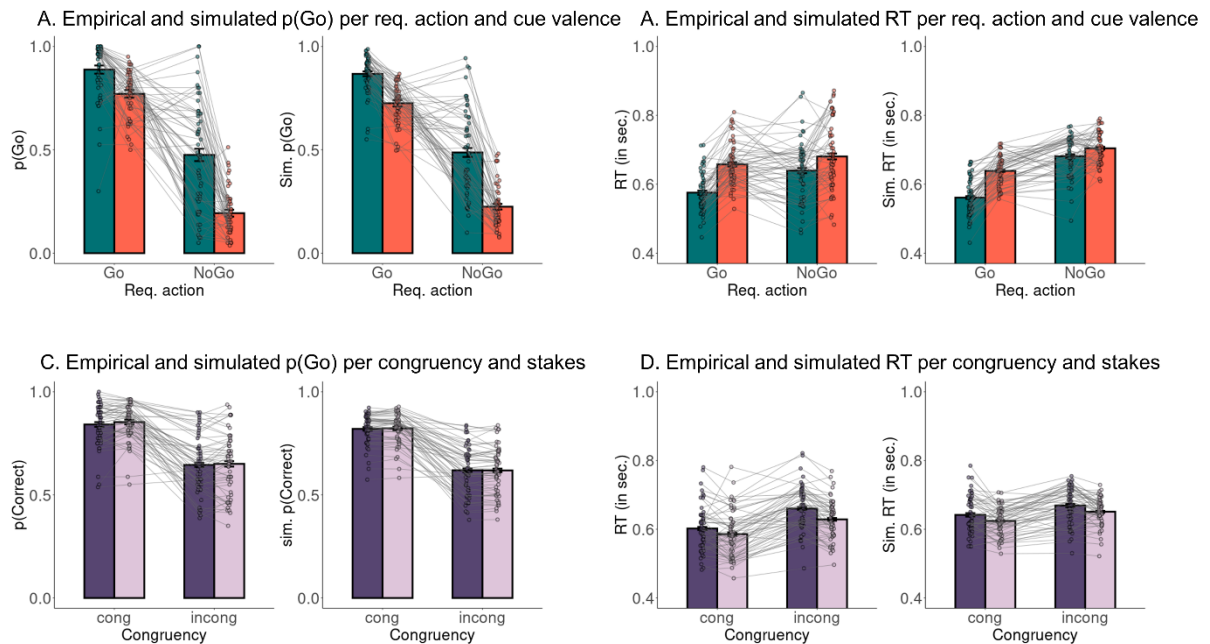 A. Empirical and simulated p(Go) per req. action and cue valence
p(Go)
1.0
0.5
0.0
Go NoGo
Req. action
Sim. p(Go)
1.0
0.5
0.0
Go NoGo
Req. action
A. Empirical and simulated RT per req. action and cue valence
RT (in sec.)
1.0
0.8
0.6
0.4
Go NoGo
Req. action
Sim. RT (in sec.)
1.0
0.8
0.6
0.4
Go NoGo
Req. action
C. Empirical and simulated p(Go) per congruency and stakes
p(Correct)
1.0
0.5
0.0
cong incong
Congruency
sim. p(Correct)
1.0
0.5
0.0
cong incong
Congruency
D. Empirical and simulated RT per congruency and stakes
RT (in sec.)
1.0
0.8
0.6
0.4
cong incong
Congruency
Sim. RT (in sec.)
1.0
0.8
0.6
0.4
cong incong
Congruency